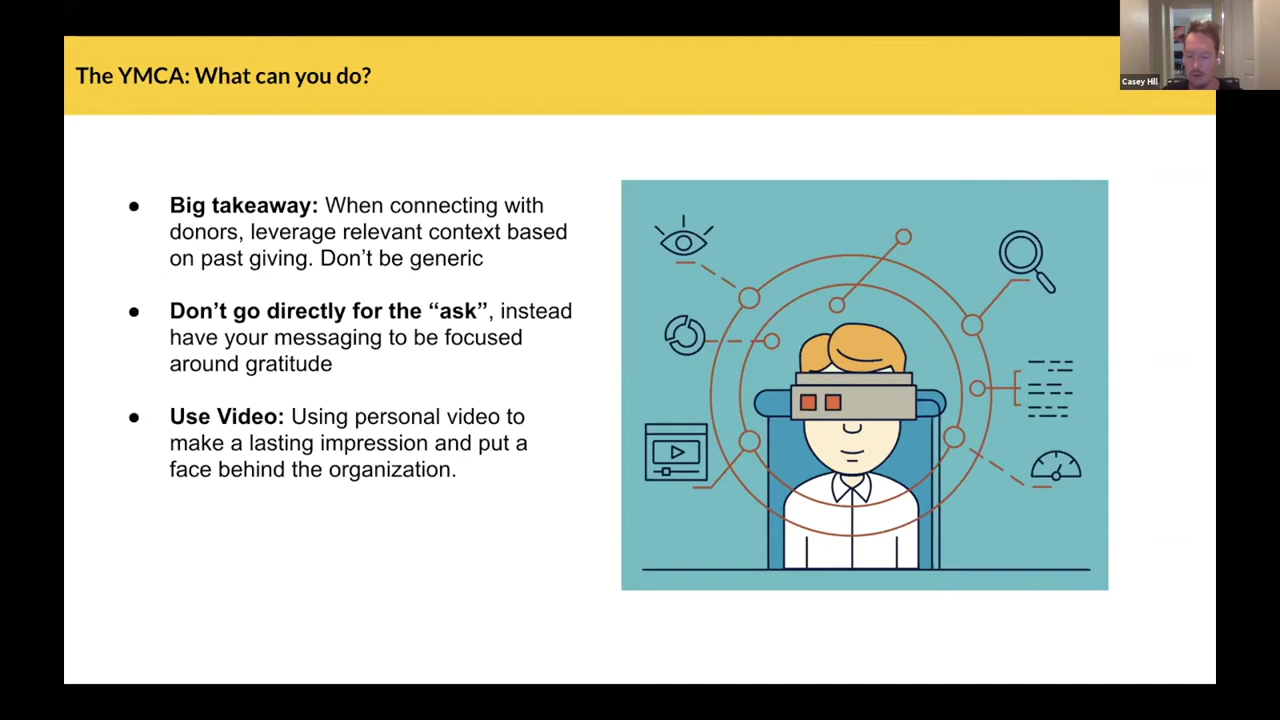 The YMCA: What can you do?
Casey Hill
● Big takeaway: When connecting with
donors, leverage relevant context based
on past giving. Don’t be generic
● Don’t go directly for the “ask”, instead
have your messaging to be focused
around gratitude
● Use Video: Using personal video to
make a lasting impression and put a
face behind the organization.